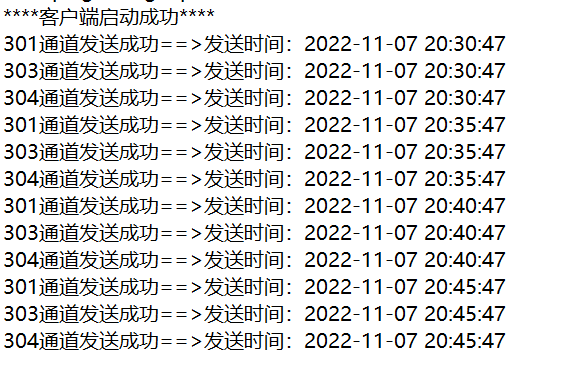 ****客户端启动成功****
301通道发送成功==>发送时间：2022-11-07 20:30:47
303通道发送成功==>发送时间：2022-11-07 20:30:47
304通道发送成功==>发送时间：2022-11-07 20:30:47
301通道发送成功==>发送时间：2022-11-07 20:35:47
303通道发送成功==>发送时间：2022-11-07 20:35:47
304通道发送成功==>发送时间：2022-11-07 20:35:47
301通道发送成功==>发送时间：2022-11-07 20:40:47
303通道发送成功==>发送时间：2022-11-07 20:40:47
304通道发送成功==>发送时间：2022-11-07 20:40:47
301通道发送成功==>发送时间：2022-11-07 20:45:47
303通道发送成功==>发送时间：2022-11-07 20:45:47
304通道发送成功==>发送时间：2022-11-07 20:45:47